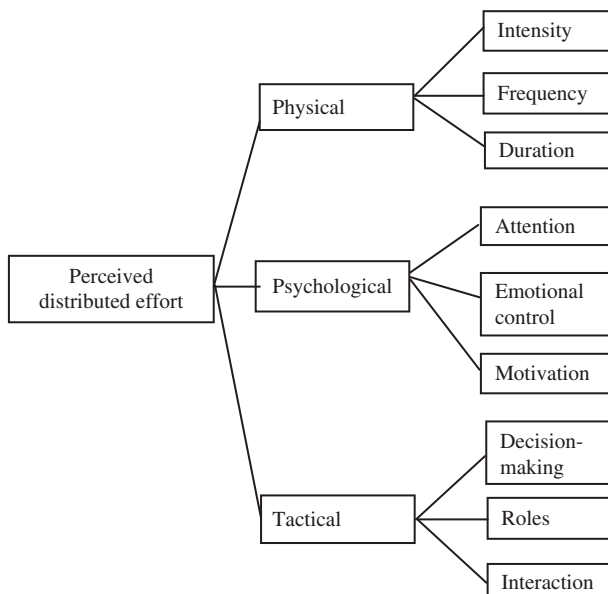 Perceived
distributed effort
Physical
Intensity
Frequency
Duration
Psychological
Attention
Emotional
control
Motivation
Tactical
Decision-
making
Roles
Interaction